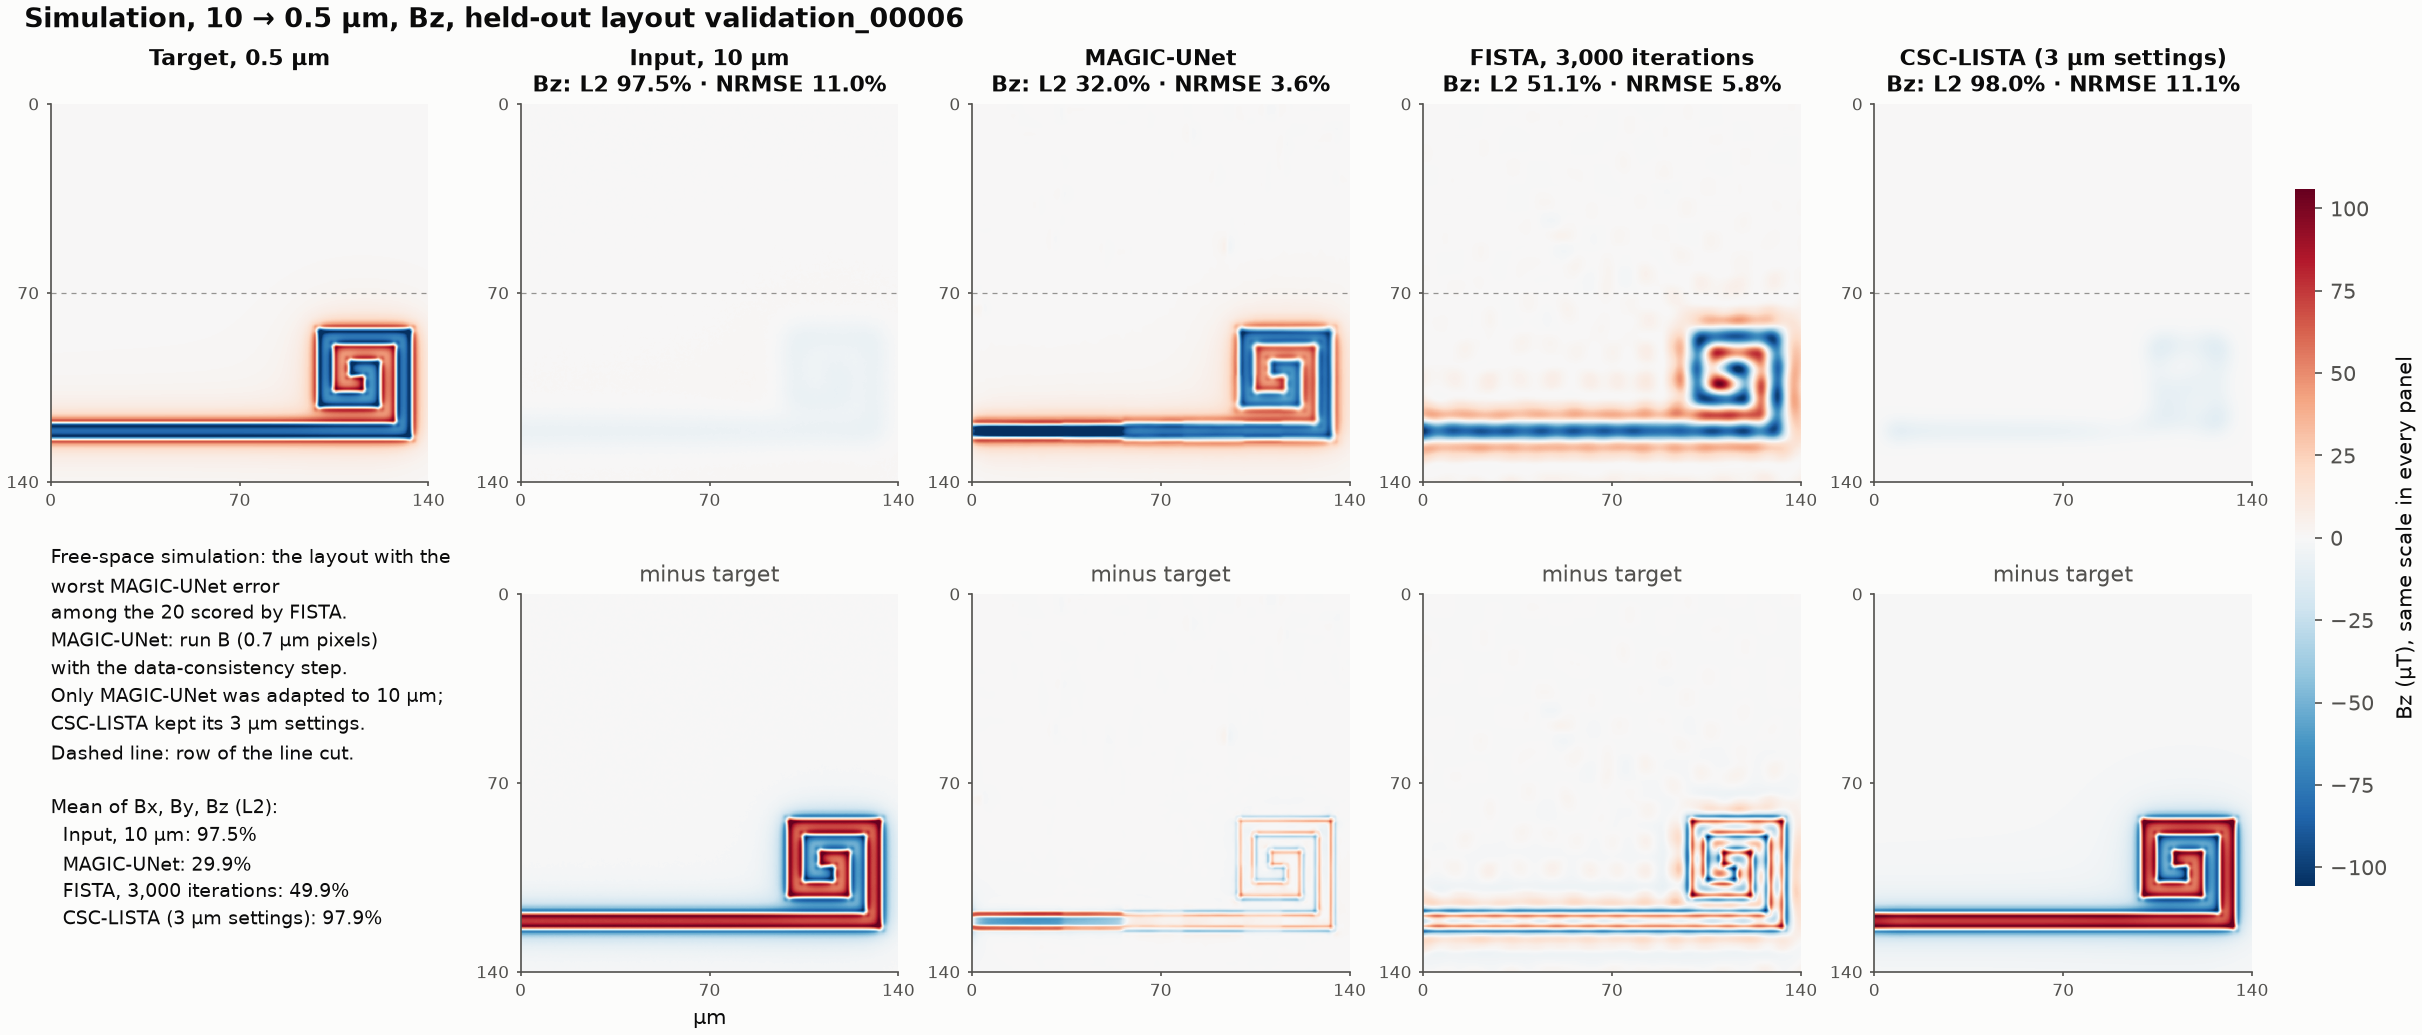 Simulation, 10 → 0.5 µm, Bz, held-out layout validation_00006
Target, 0.5 µm
Input, 10 µm
Bz: L2 97.5% · NRMSE 11.0%
MAGIC-UNet
Bz: L2 32.0% · NRMSE 3.6%
FISTA, 3,000 iterations
Bz: L2 51.1% · NRMSE 5.8%
CSC-LISTA (3 µm settings)
Bz: L2 98.0% · NRMSE 11.1%
0
70
140
0
70
140
0
70
140
0
70
140
0
70
140
0
70
140
0
70
140
0
70
140
0
70
140
0
70
140
100
75
50
25
0
−25
−50
−75
−100
Bz (µT), same scale in every panel
Free-space simulation: the layout with the
worst MAGIC-UNet error
among the 20 scored by FISTA.
MAGIC-UNet: run B (0.7 µm pixels)
with the data-consistency step.
Only MAGIC-UNet was adapted to 10 µm;
CSC-LISTA kept its 3 µm settings.
Dashed line: row of the line cut.
Mean of Bx, By, Bz (L2):
Input, 10 µm: 97.5%
MAGIC-UNet: 29.9%
FISTA, 3,000 iterations: 49.9%
CSC-LISTA (3 µm settings): 97.9%
minus target
0
70
140
0
70
140
µm
minus target
0
70
140
0
70
140
minus target
0
70
140
0
70
140
minus target
0
70
140
0
70
140